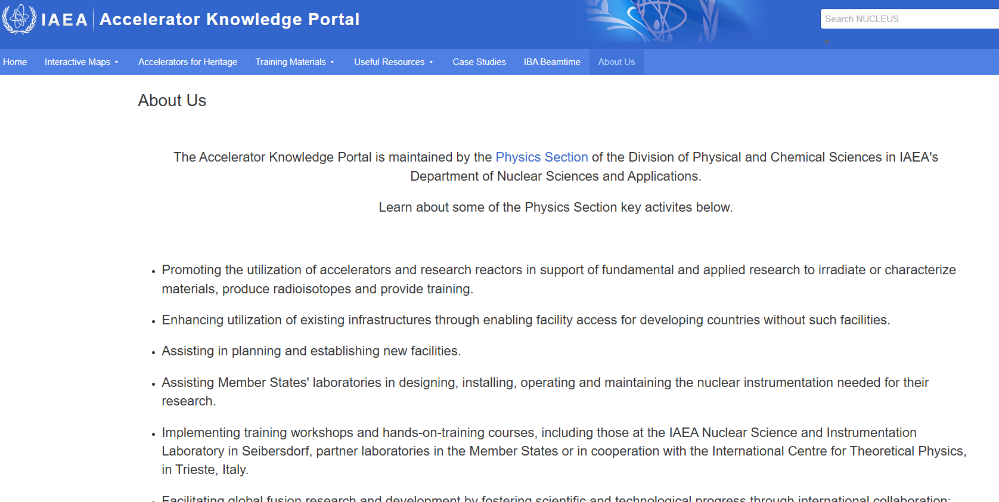 IAEA Accelerator Knowledge Portal
Search NUCLEUS
Home Interactive Maps Accelerators for Heritage Training Materials Useful Resources Case Studies IBA Beamtime About Us
About Us
The Accelerator Knowledge Portal is maintained by the Physics Section of the Division of Physical and Chemical Sciences in IAEA's
Department of Nuclear Sciences and Applications.
Learn about some of the Physics Section key activites below.
• Promoting the utilization of accelerators and research reactors in support of fundamental and applied research to irradiate or characterize
materials, produce radioisotopes and provide training.
• Enhancing utilization of existing infrastructures through enabling facility access for developing countries without such facilities.
• Assisting in planning and establishing new facilities.
• Assisting Member States' laboratories in designing, installing, operating and maintaining the nuclear instrumentation needed for their
research.
• Implementing training workshops and hands-on-training courses, including those at the IAEA Nuclear Science and Instrumentation
Laboratory in Seibersdorf, partner laboratories in the Member States or in cooperation with the International Centre for Theoretical Physics,
in Trieste, Italy.
• Facilitating global fusion research and development by fostering scientific and technological progress through international collaboration;